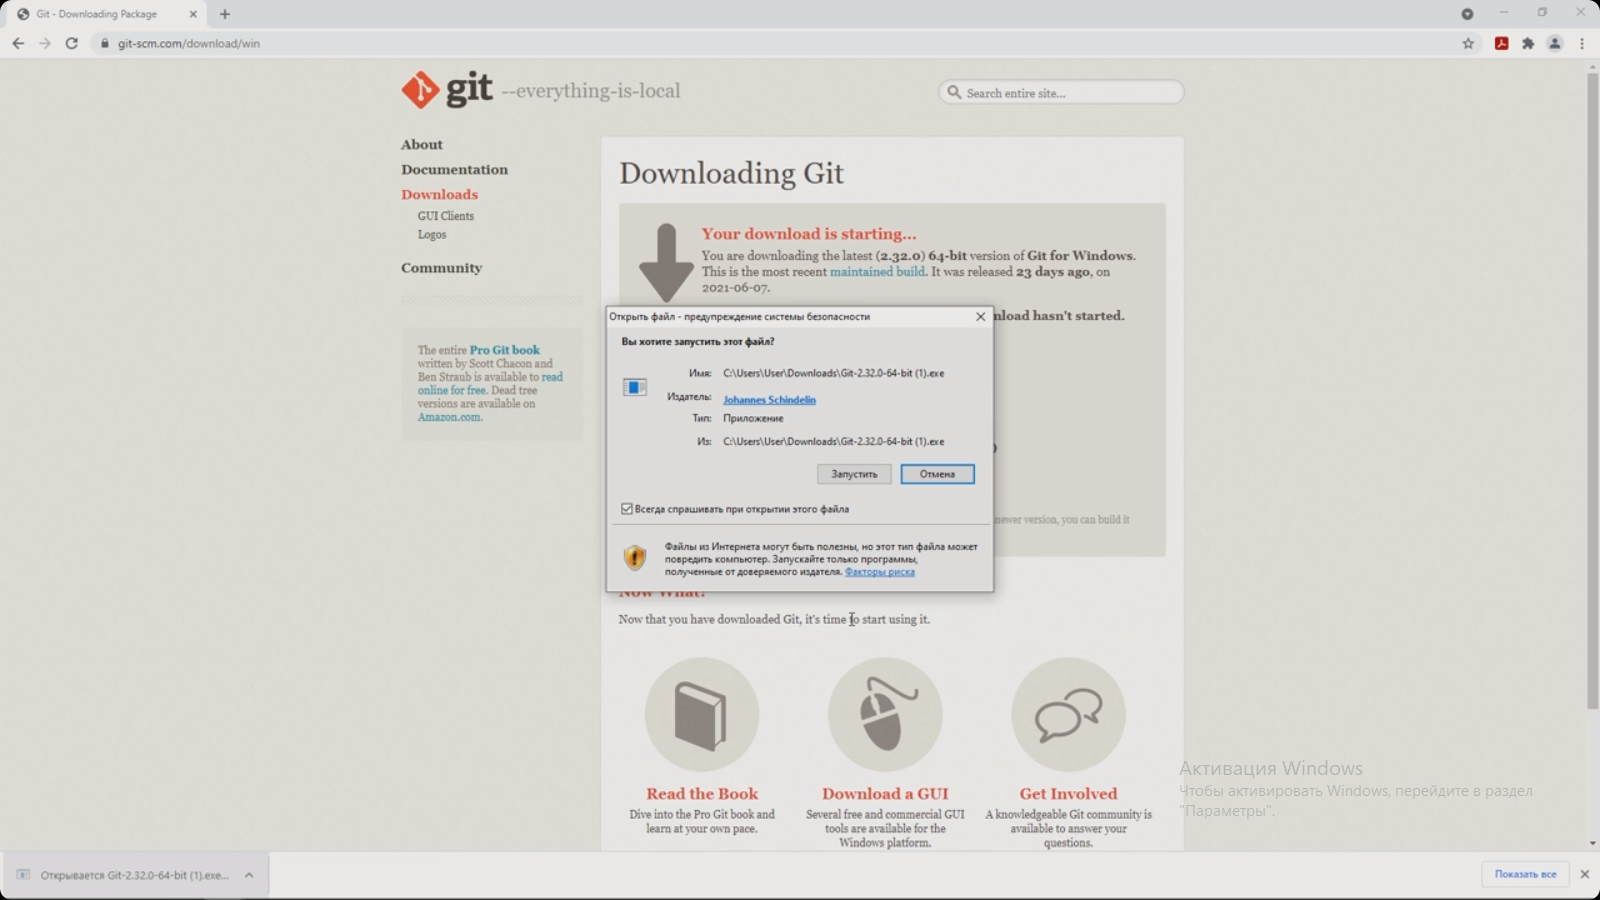 Git - Downloading Package
git-scm.com/download/win
git --everything-is-local
Search entire site...
About
Documentation
Downloads
GUI Clients
Logos
Community
The entire Pro Git book
written by Scott Chacon and
Ben Straub is available to read
online for free. Dead tree
versions are available on
Amazon.com.
Downloading Git
Your download is starting...
You are downloading the latest (2.32.0) 64-bit version of Git for Windows.
This is the most recent maintained build. It was released 23 days ago, on
2021-06-07.
hasn't started.
Открыть файл - предупреждение системы безопасности
Вы хотите запустить этот файл?
Имя: C:\Users\User\Downloads\Git-2.32.0-64-bit (1).exe
Издатель: Johannes Schindelin
Тип: Приложение
Из: C:\Users\User\Downloads\Git-2.32.0-64-bit (1).exe
Запустить
Отмена
Всегда спрашивать при открытии этого файла
Файлы из Интернета могут быть полезны, но этот тип файла может
повредить компьютер. Запускайте только программы,
полученные от доверяемого издателя. Факторы риска
newer version, you can build it
Now What?
Now that you have downloaded Git, it's time to start using it.
Read the Book
Dive into the Pro Git book and
learn at your own pace.
Download a GUI
Several free and commercial GUI
tools are available for the
Windows platform.
Get Involved
A knowledgeable Git community is
available to answer your
questions.
Активация Windows
Чтобы активировать Windows, перейдите в раздел
"Параметры".
Открывается Git-2.32.0-64-bit (1).exe...
Показать все